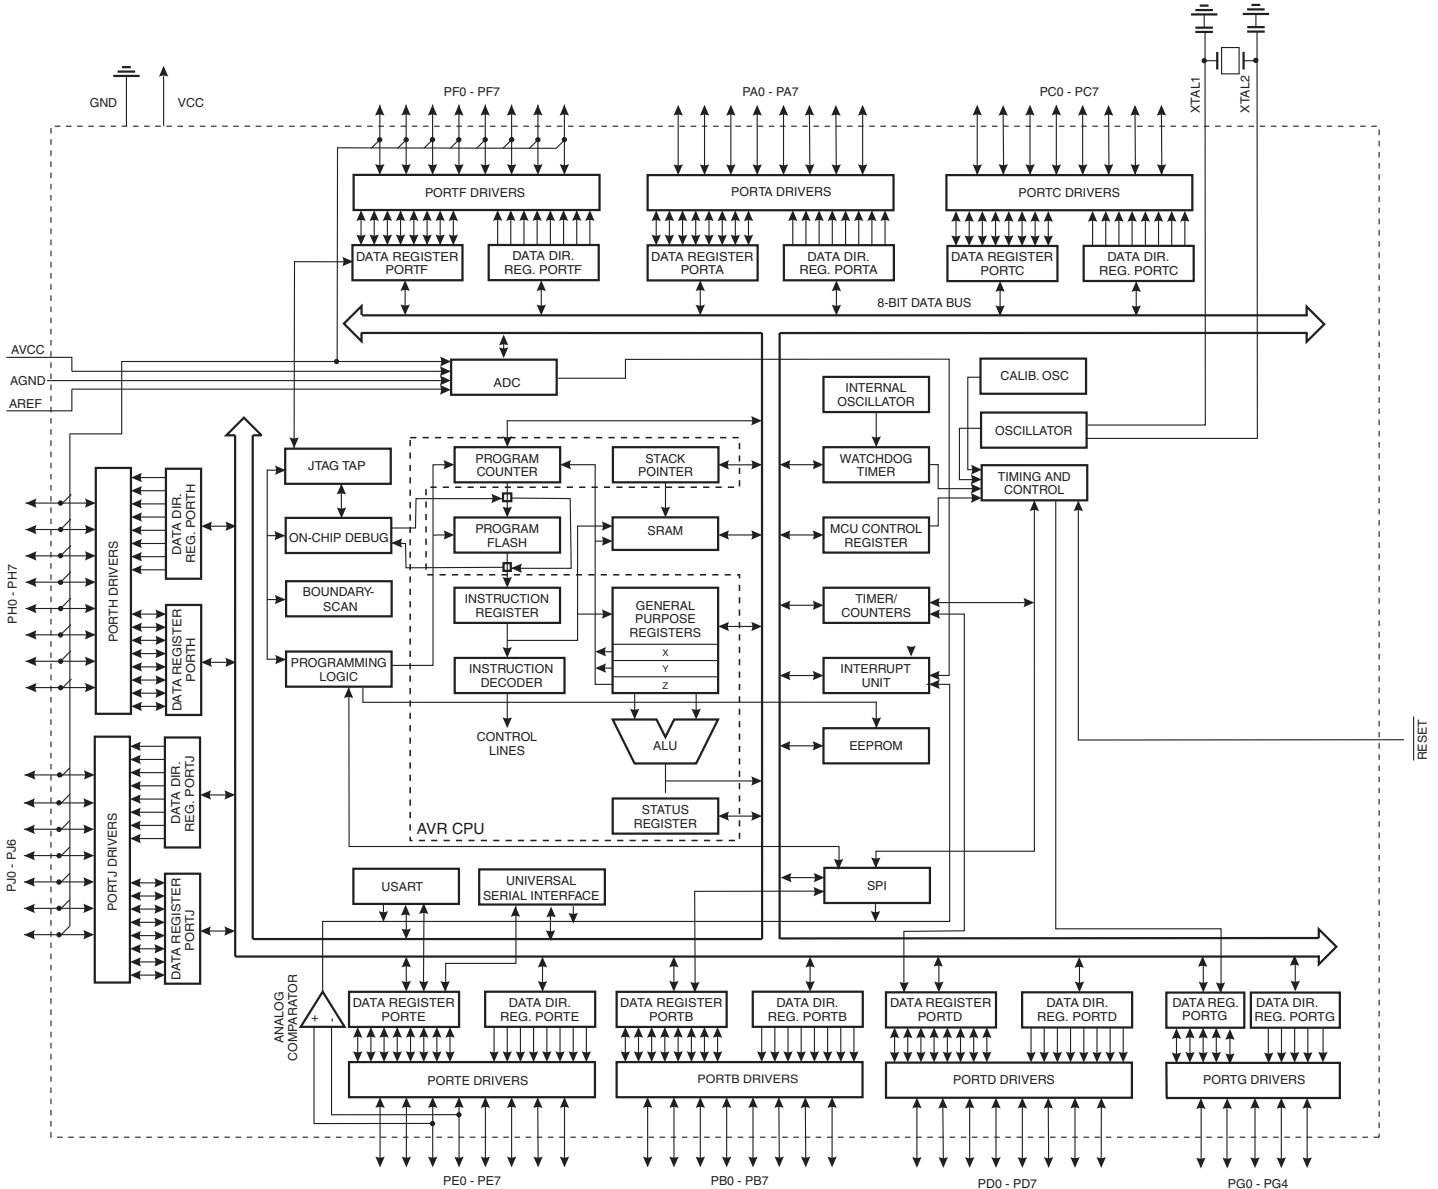 XTAL1
XTAL2
GND
VCC
PF0 - PF7
PA0 - PA7
PC0 - PC7
PORTF DRIVERS
PORTA DRIVERS
PORTC DRIVERS
DATA REGISTER
PORTF
DATA DIR.
REG. PORTF
DATA REGISTER
PORTA
DATA DIR.
REG. PORTA
DATA REGISTER
PORTC
DATA DIR.
REG. PORTC
8-BIT DATA BUS
AVCC
AGND
AREF
ADC
INTERNAL
OSCILLATOR
CALIB. OSC
OSCILLATOR
JTAG TAP
PROGRAM
COUNTER
STACK
POINTER
WATCHDOG
TIMER
TIMING AND
CONTROL
ON-CHIP DEBUG
PROGRAM
FLASH
SRAM
MCU CONTROL
REGISTER
BOUNDARY-
SCAN
INSTRUCTION
REGISTER
GENERAL
PURPOSE
REGISTERS
X
Y
Z
TIMER/
COUNTERS
PROGRAMMING
LOGIC
INSTRUCTION
DECODER
INTERRUPT
UNIT
CONTROL
LINES
ALU
EEPROM
RESET
STATUS
REGISTER
AVR CPU
PH0 - PH7
PORTH DRIVERS
DATA DIR.
REG. PORTH
DATA REGISTER
PORTH
PJ0 - PJ6
PORTJ DRIVERS
DATA DIR.
REG. PORTJ
DATA REGISTER
PORTJ
USART
UNIVERSAL
SERIAL INTERFACE
SPI
ANALOG
COMPARATOR
+ -
DATA REGISTER
PORTE
DATA DIR.
REG. PORTE
DATA REGISTER
PORTB
DATA DIR.
REG. PORTB
DATA REGISTER
PORTD
DATA DIR.
REG. PORTD
DATA REG.
PORTG
DATA DIR.
REG. PORTG
PORTE DRIVERS
PORTB DRIVERS
PORTD DRIVERS
PORTG DRIVERS
PE0 - PE7
PB0 - PB7
PD0 - PD7
PG0 - PG4